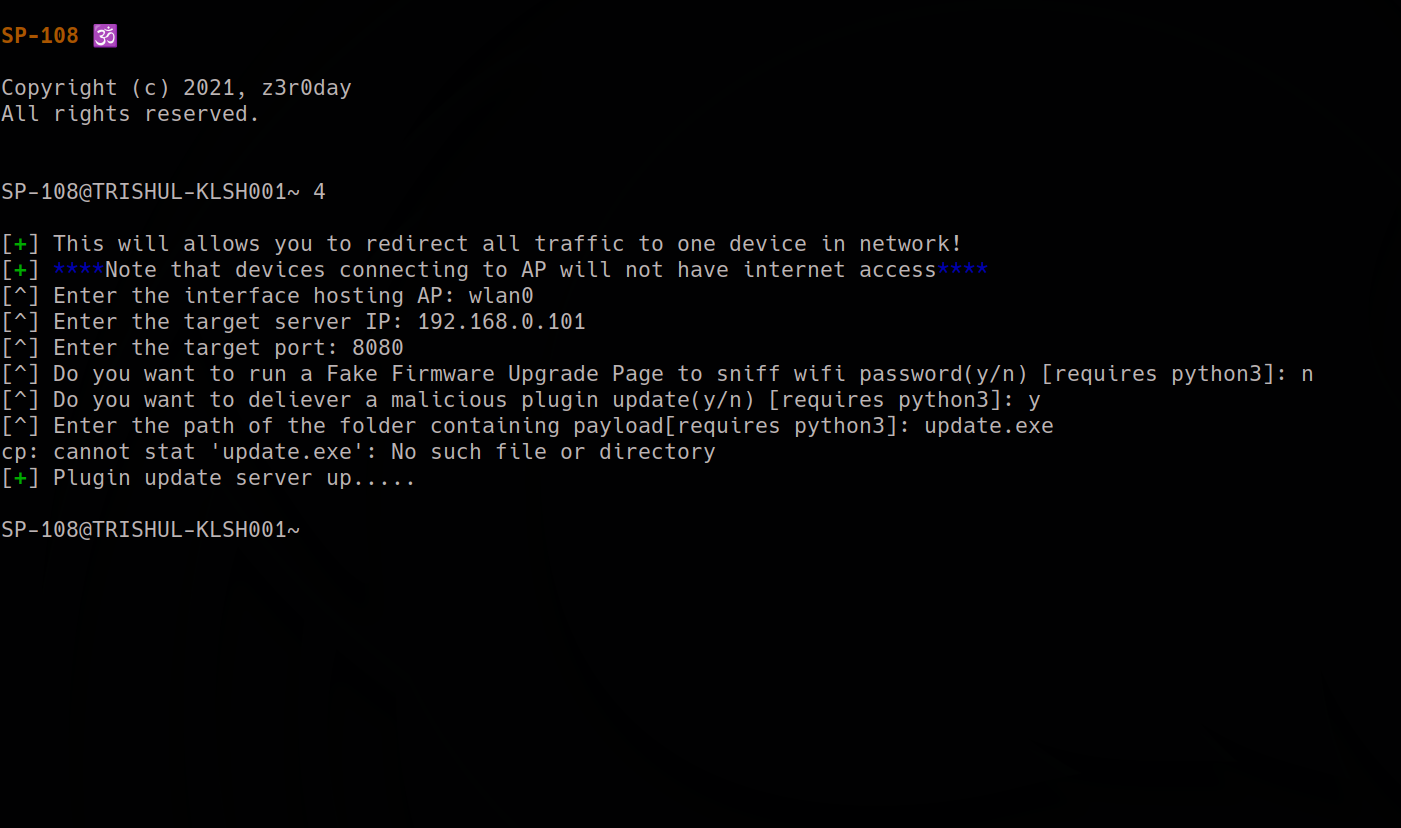 SP-108 🕉
Copyright (c) 2021, z3r0day
All rights reserved.
SP-108@TRISHUL-KLSH001~ 4
[+] This will allows you to redirect all traffic to one device in network!
[+] ****Note that devices connecting to AP will not have internet access****
[^] Enter the interface hosting AP: wlan0
[^] Enter the target server IP: 192.168.0.101
[^] Enter the target port: 8080
[^] Do you want to run a Fake Firmware Upgrade Page to sniff wifi password(y/n) [requires python3]: n
[^] Do you want to deliever a malicious plugin update(y/n) [requires python3]: y
[^] Enter the path of the folder containing payload[requires python3]: update.exe
cp: cannot stat 'update.exe': No such file or directory
[+] Plugin update server up.....
SP-108@TRISHUL-KLSH001~